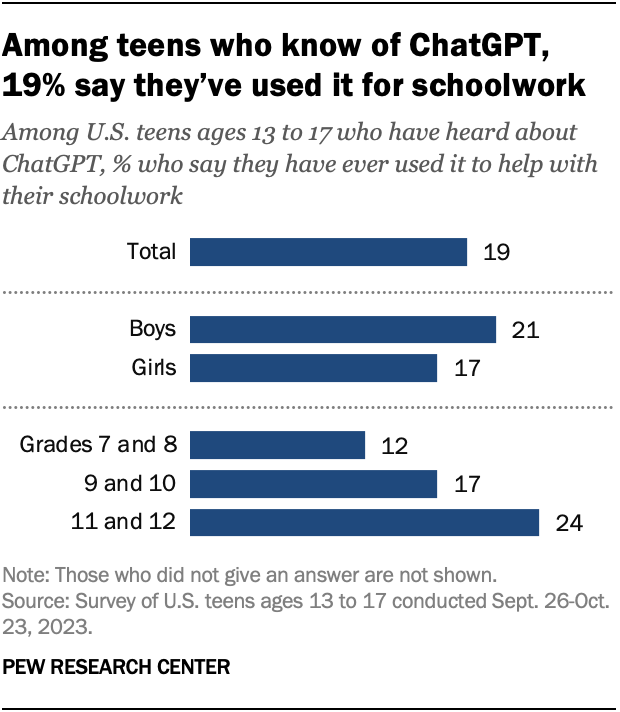 Among teens who know of ChatGPT,
19% say they’ve used it for schoolwork
Among U.S. teens ages 13 to 17 who have heard about
ChatGPT, % who say they have ever used it to help with
their schoolwork
Total 19
Boys 21
Girls 17
Grades 7 and 8 12
9 and 10 17
11 and 12 24
Note: Those who did not give an answer are not shown.
Source: Survey of U.S. teens ages 13 to 17 conducted Sept. 26-Oct.
23, 2023.
PEW RESEARCH CENTER